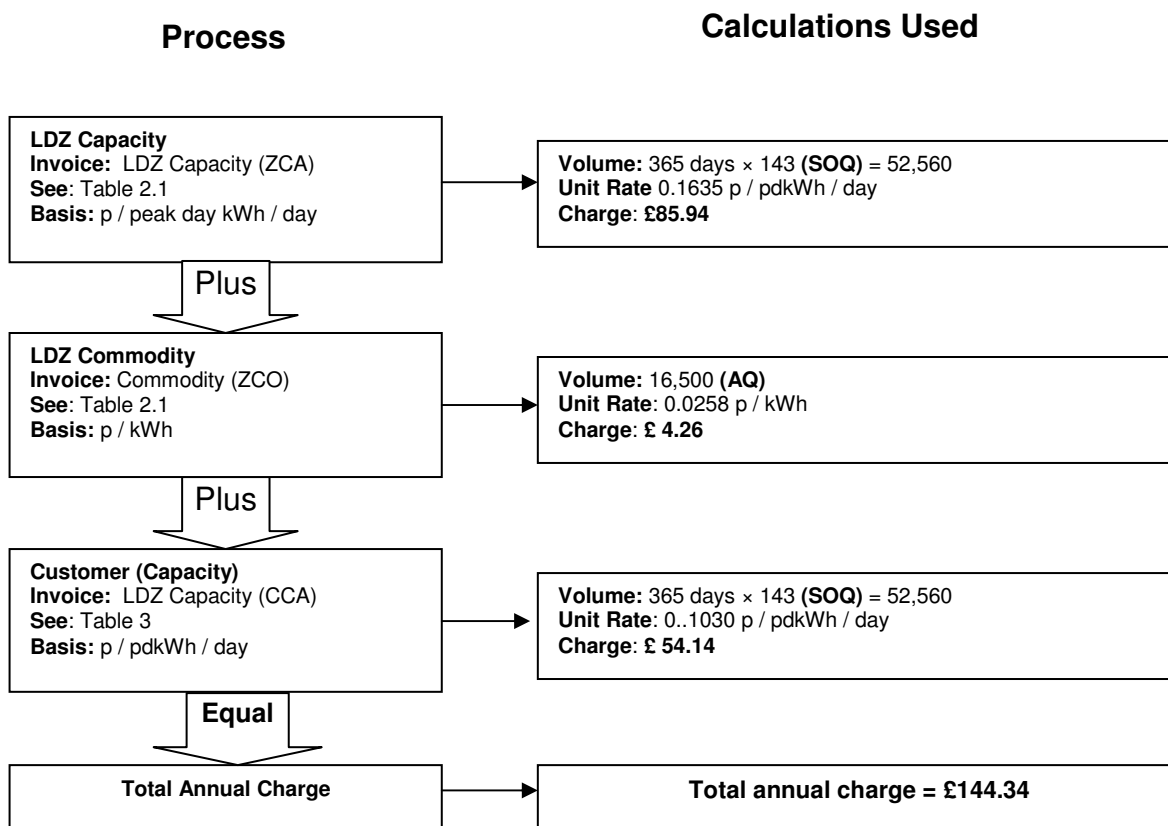 Process
Calculations Used
LDZ Capacity
Invoice: LDZ Capacity (ZCA)
See: Table 2.1
Basis: p / peak day kWh / day
Volume: 365 days × 143 (SOQ) = 52,560
Unit Rate 0.1635 p / pdkWh / day
Charge: £85.94
Plus
LDZ Commodity
Invoice: Commodity (ZCO)
See: Table 2.1
Basis: p / kWh
Volume: 16,500 (AQ)
Unit Rate: 0.0258 p / kWh
Charge: £ 4.26
Plus
Customer (Capacity)
Invoice: LDZ Capacity (CCA)
See: Table 3
Basis: p / pdkWh / day
Volume: 365 days × 143 (SOQ) = 52,560
Unit Rate: 0..1030 p / pdkWh / day
Charge: £ 54.14
Equal
Total Annual Charge
Total annual charge = £144.34